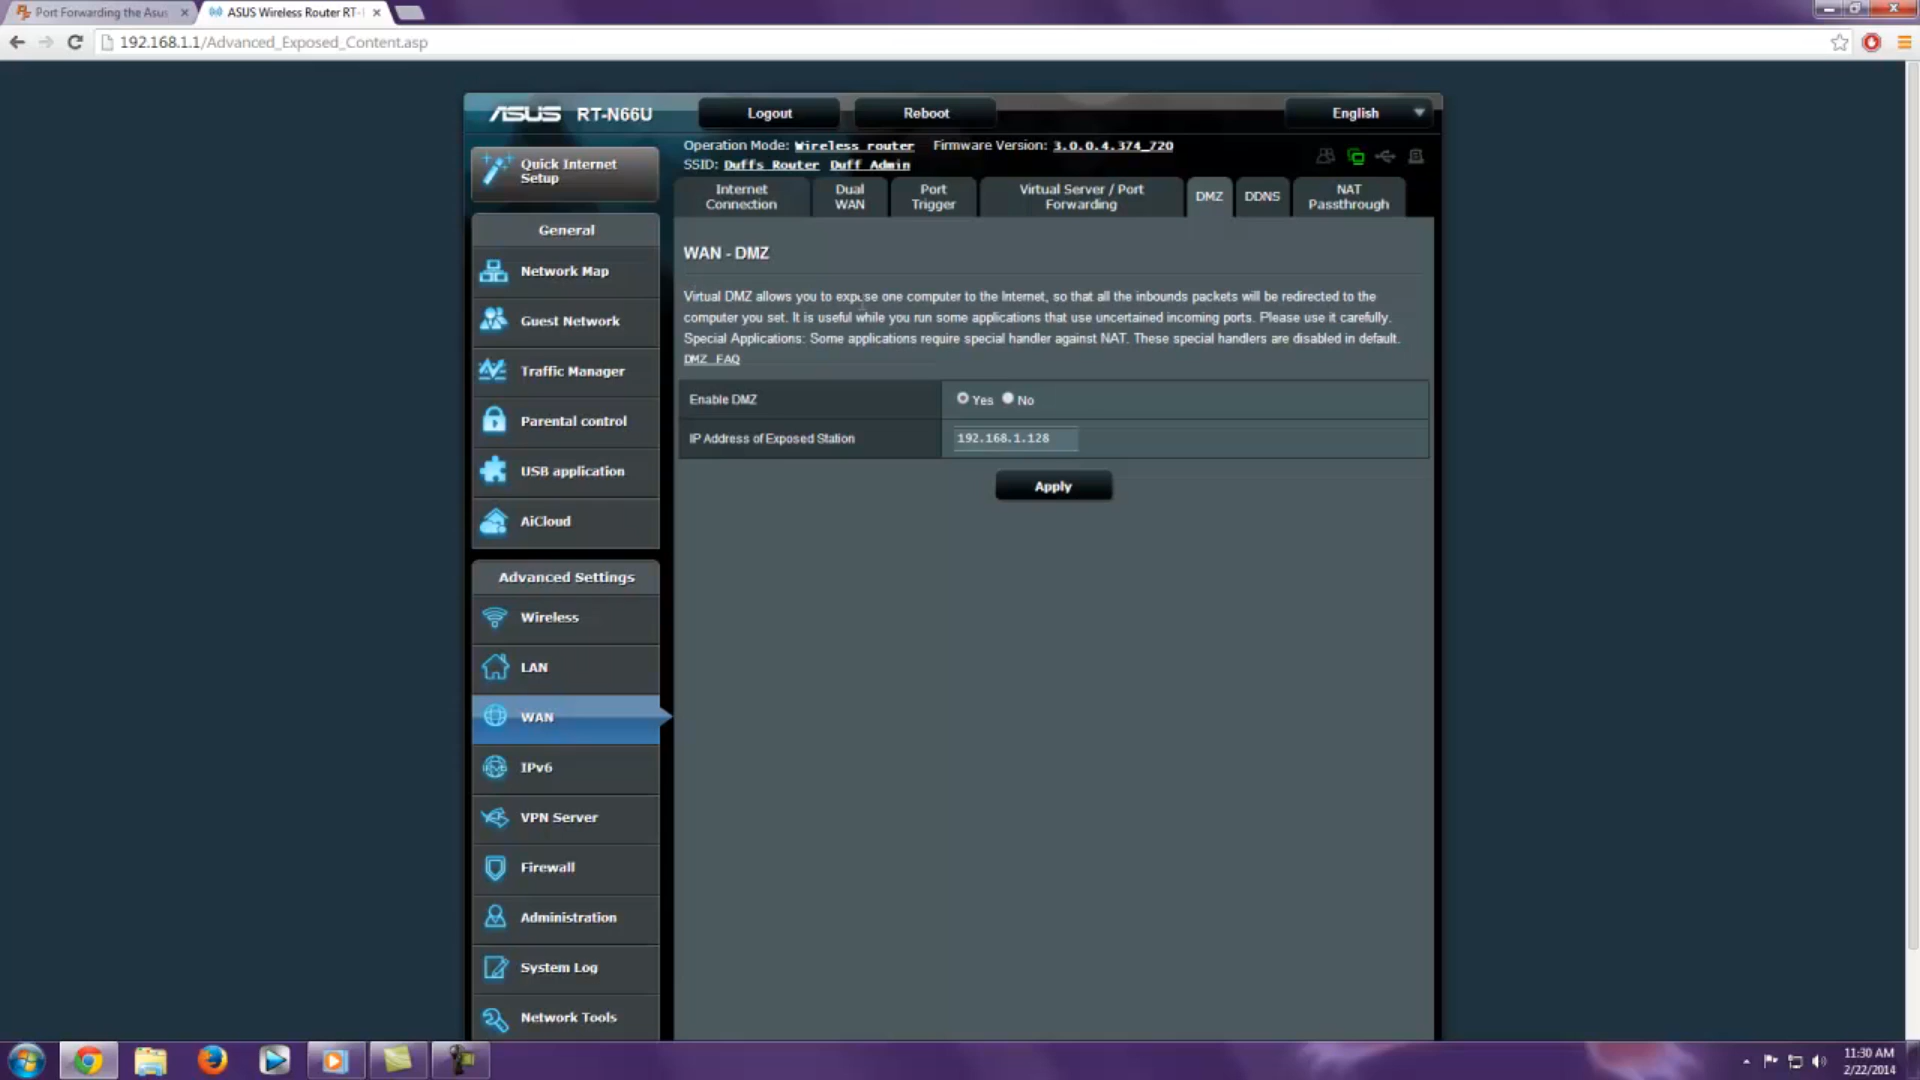 Port Forwarding the Asus
ASUS Wireless Router RT-
192.168.1.1/Advanced_Exposed_Content.asp
ASUS RT-N66U
Logout
Reboot
English
Quick Internet
Setup
Operation Mode: Wireless router Firmware Version: 3.0.0.4.374_720
SSID: Duffs Router Duff Admin
Internet
Connection
Dual
WAN
Port
Trigger
Virtual Server / Port
Forwarding
DMZ
DDNS
NAT
Passthrough
General
Network Map
Guest Network
Traffic Manager
Parental control
USB application
AiCloud
Advanced Settings
Wireless
LAN
WAN
IPv6
VPN Server
Firewall
Administration
System Log
Network Tools
WAN - DMZ
Virtual DMZ allows you to expose one computer to the Internet, so that all the inbounds packets will be redirected to the
computer you set. It is useful while you run some applications that use uncertained incoming ports. Please use it carefully.
Special Applications: Some applications require special handler against NAT. These special handlers are disabled in default.
DMZ FAQ
Enable DMZ
Yes No
IP Address of Exposed Station
192.168.1.128
Apply
11:30 AM
2/22/2014